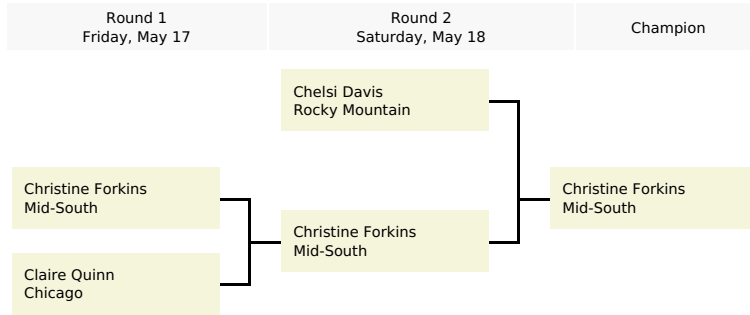 Round 1
Friday, May 17
Round 2
Saturday, May 18
Champion
Chelsi Davis
Rocky Mountain
Christine Forkins
Mid-South
Christine Forkins
Mid-South
Christine Forkins
Mid-South
Claire Quinn
Chicago